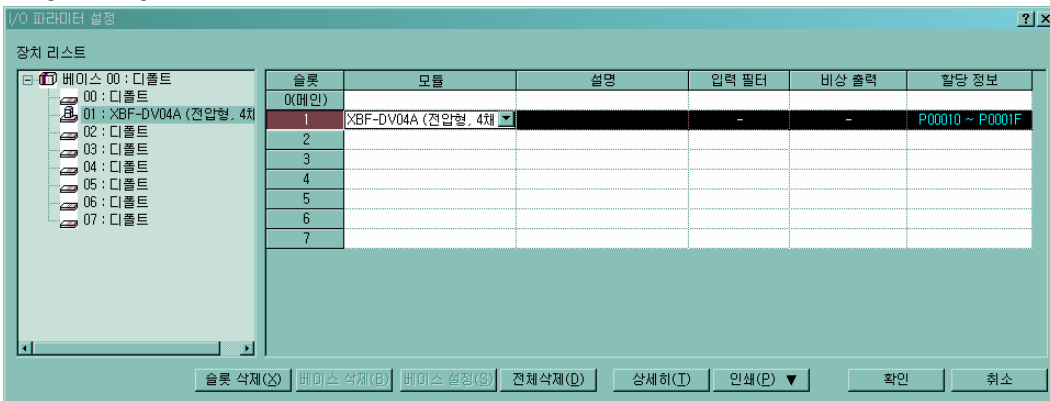 I/O 파라미터 설정
장치 리스트
베이스 00 : 디폴트
00 : 디폴트
01 : XBF-DV04A (전압형, 4채
02 : 디폴트
03 : 디폴트
04 : 디폴트
05 : 디폴트
06 : 디폴트
07 : 디폴트
슬롯 모듈 설명 입력 필터 비상 출력 할당 정보
0(메인)
1 XBF-DV04A (전압형, 4채 - - P00010 ~ P0001F
2
3
4
5
6
7
슬롯 삭제(X) 베이스 삭제(B) 베이스 설정(S) 전체삭제(D) 상세히(T) 인쇄(P) ▼ 확인 취소